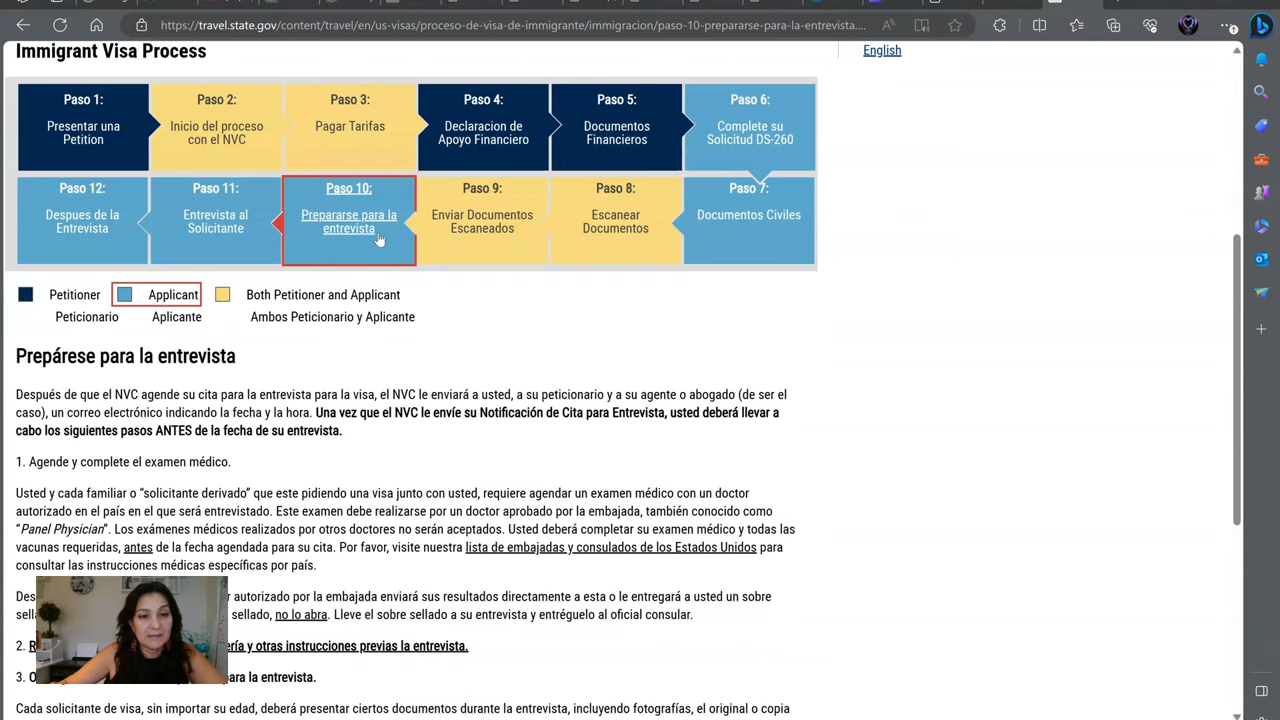 https://travel.state.gov/content/travel/en/us-visas/proceso-de-visa-de-immigrante/immigracion/paso-10-prepararse-para-la-entrevista....
Immigrant Visa Process
English
Paso 1:
Presentar una
Petition
Paso 2:
Inicio del proceso
con el NVC
Paso 3:
Pagar Tarifas
Paso 4:
Declaracion de
Apoyo Financiero
Paso 5:
Documentos
Financieros
Paso 6:
Complete su
Solicitud DS-260
Paso 12:
Despues de la
Entrevista
Paso 11:
Entrevista al
Solicitante
Paso 10:
Prepararse para la
entrevista
Paso 9:
Enviar Documentos
Escaneados
Paso 8:
Escanear
Documentos
Paso 7:
Documentos Civiles
Petitioner Applicant Both Petitioner and Applicant
Peticionario Aplicante Ambos Peticionario y Aplicante
Prepárese para la entrevista
Después de que el NVC agende su cita para la entrevista para la visa, el NVC le enviará a usted, a su peticionario y a su agente o abogado (de ser el
caso), un correo electrónico indicando la fecha y la hora. Una vez que el NVC le envíe su Notificación de Cita para Entrevista, usted deberá llevar a
cabo los siguientes pasos ANTES de la fecha de su entrevista.
1. Agende y complete el examen médico.
Usted y cada familiar o “solicitante derivado” que este pidiendo una visa junto con usted, requiere agendar un examen médico con un doctor
autorizado en el país en el que será entrevistado. Este examen debe realizarse por un doctor aprobado por la embajada, también conocido como
“Panel Physician”. Los exámenes médicos realizados por otros doctores no serán aceptados. Usted deberá completar su examen médico y todas las
vacunas requeridas, antes de la fecha agendada para su cita. Por favor, visite nuestra lista de embajadas y consulados de los Estados Unidos para
consultar las instrucciones médicas específicas por país.
autorizado por la embajada enviará sus resultados directamente a esta o le entregará a usted un sobre
sellado, no lo abra. Lleve el sobre sellado a su entrevista y entréguelo al oficial consular.
2. y otras instrucciones previas la entrevista.
3. para la entrevista.
Cada solicitante de visa, sin importar su edad, deberá presentar ciertos documentos durante la entrevista, incluyendo fotografías, el original o copia